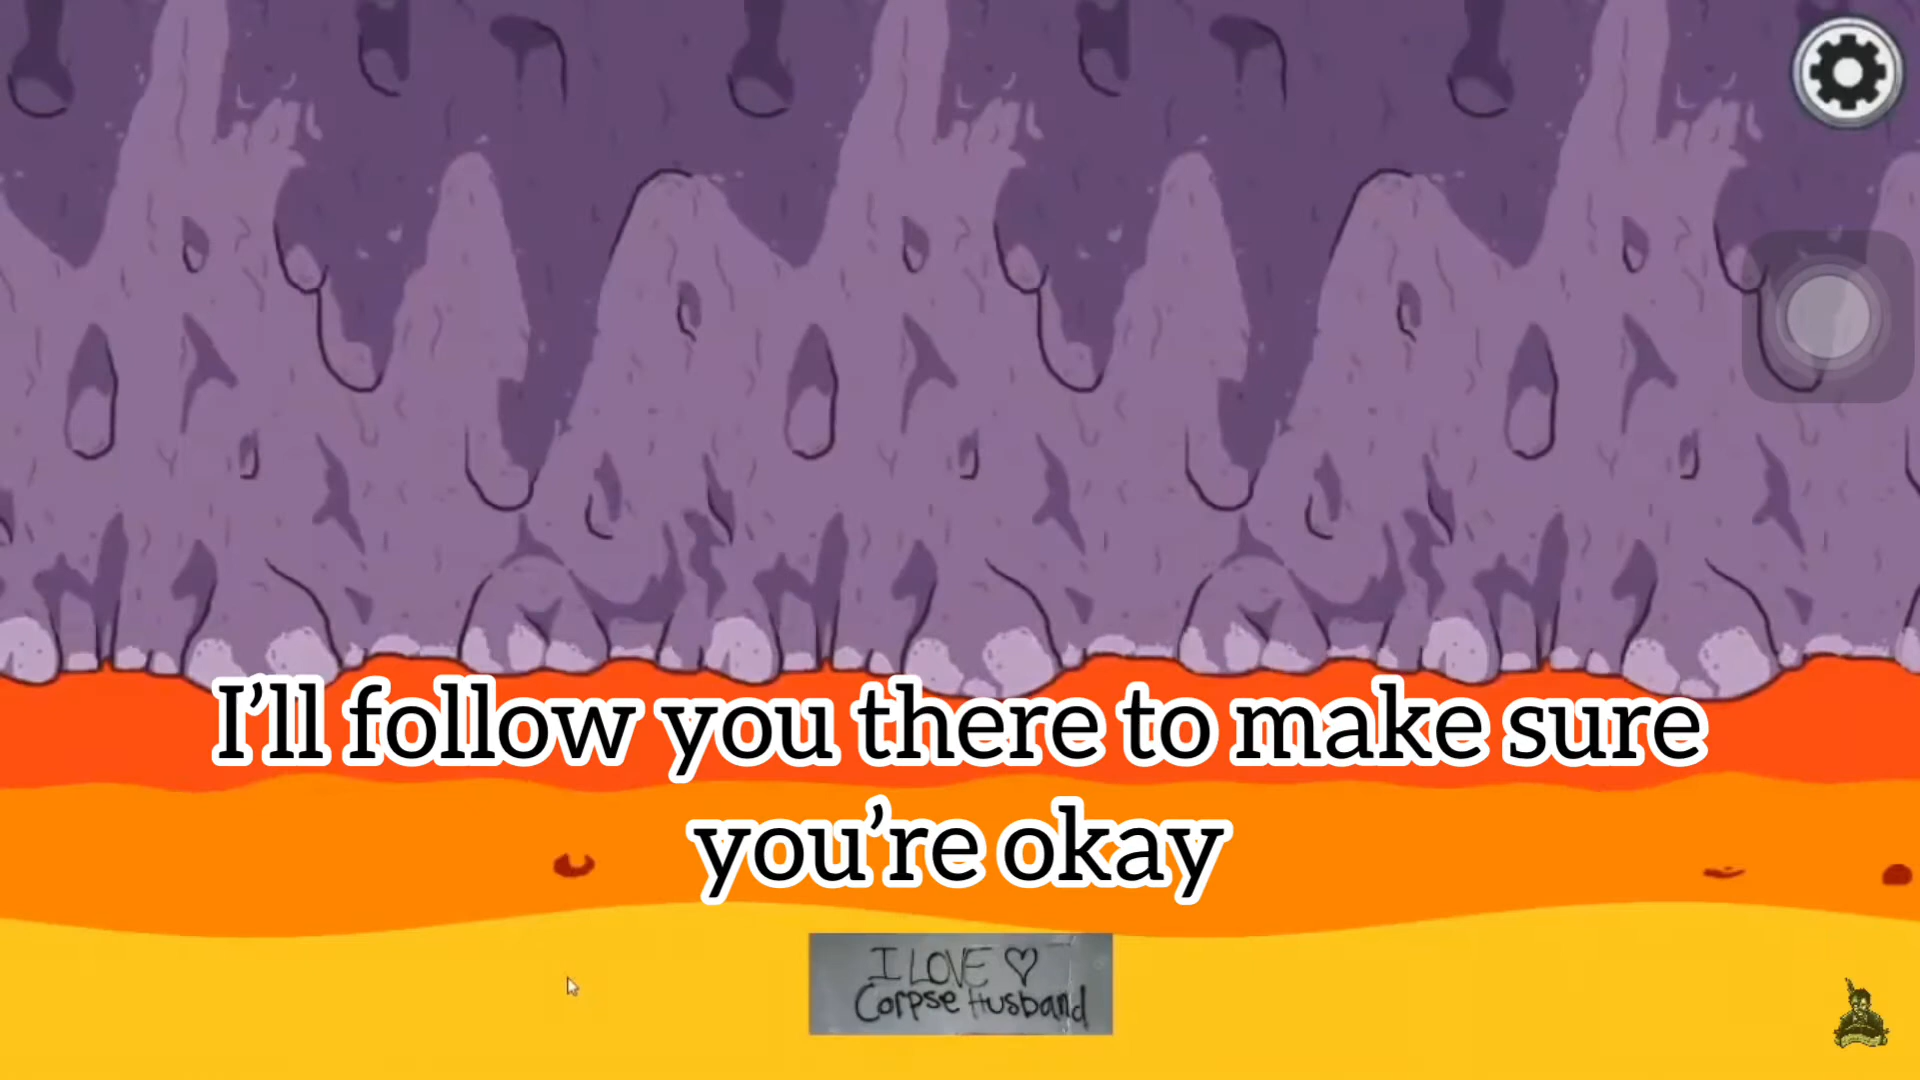 I’ll follow you there to make sure
you’re okay
I LOVE ♡
Corpse Husband